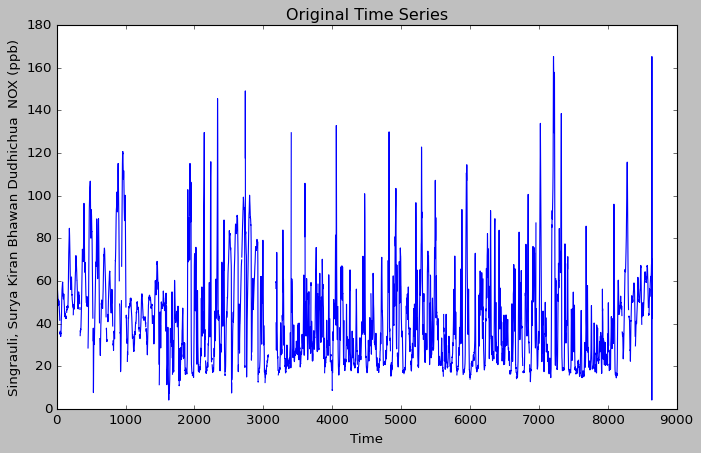 Original Time Series
Singrauli, Surya Kiran Bhawan Dudhichua  NOX (ppb)
180
160
140
120
100
80
60
40
20
0
0 1000 2000 3000 4000 5000 6000 7000 8000 9000
Time